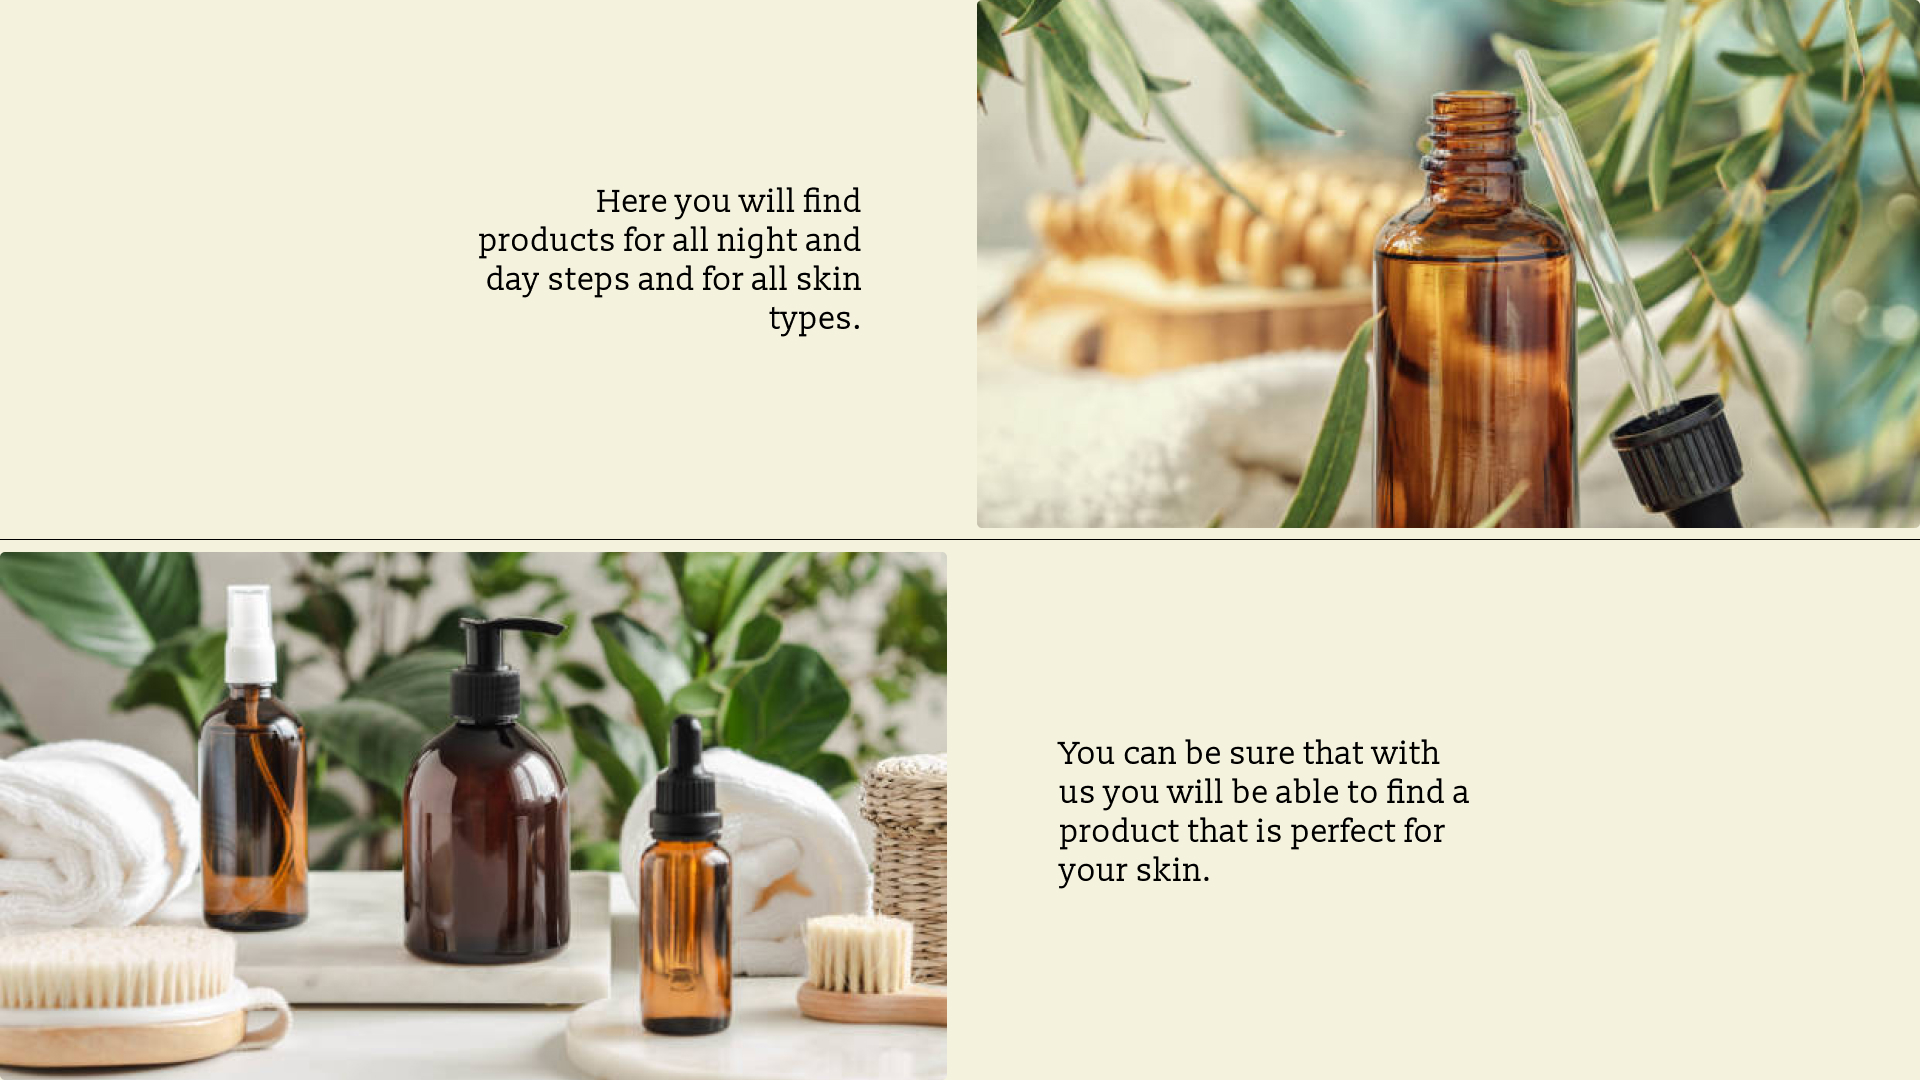 Here you will find
products for all night and
day steps and for all skin
types.
You can be sure that with
us you will be able to find a
product that is perfect for
your skin.